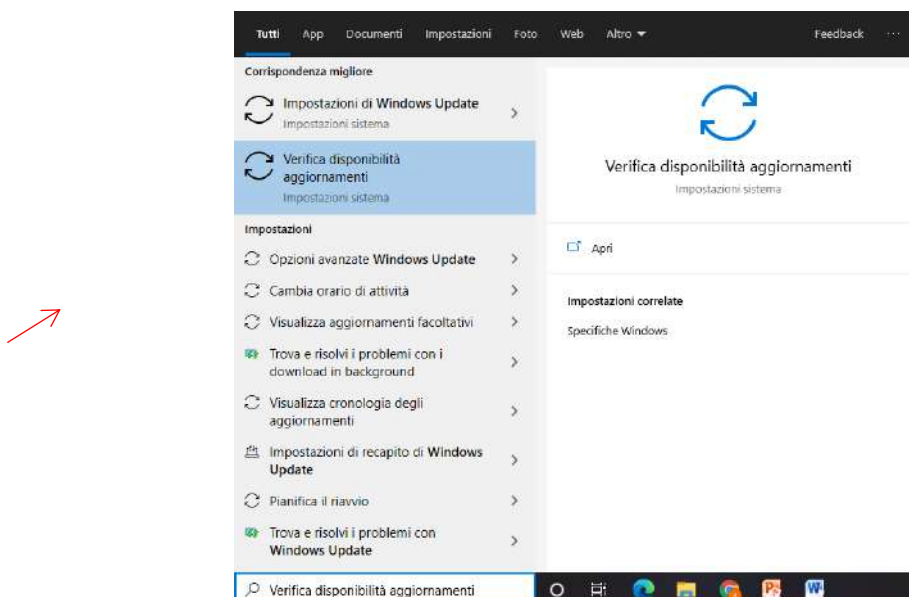 Tutti App Documenti Impostazioni Foto Web Altro Feedback ...
Corrispondenza migliore
Impostazioni di Windows Update
Impostazioni sistema
Verifica disponibilità
aggiornamenti
Impostazioni sistema
Impostazioni
Opzioni avanzate Windows Update
Cambia orario di attività
Visualizza aggiornamenti facoltativi
Trova e risolvi i problemi con i
download in background
Visualizza cronologia degli
aggiornamenti
Impostazioni di recapito di Windows
Update
Pianifica il riavvio
Trova e risolvi i problemi con
Windows Update
Verifica disponibilità aggiornamenti
Verifica disponibilità aggiornamenti
Impostazioni sistema
Apri
Impostazioni correlate
Specifiche Windows